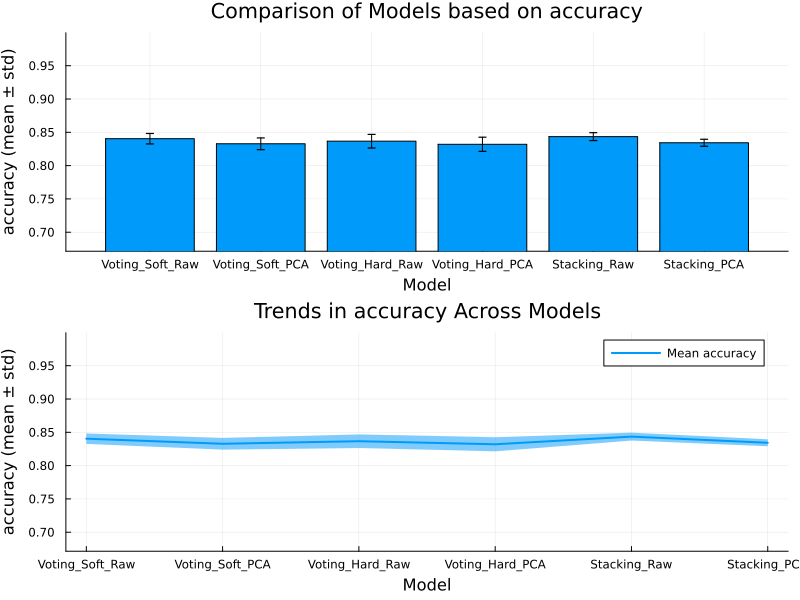 Comparison of Models based on accuracy
accuracy (mean ± std)
0.95
0.90
0.85
0.80
0.75
0.70
Voting_Soft_Raw Voting_Soft_PCA Voting_Hard_Raw Voting_Hard_PCA Stacking_Raw Stacking_PCA
Model
Trends in accuracy Across Models
accuracy (mean ± std)
Mean accuracy
0.95
0.90
0.85
0.80
0.75
0.70
Voting_Soft_Raw Voting_Soft_PCA Voting_Hard_Raw Voting_Hard_PCA Stacking_Raw Stacking_PC
Model